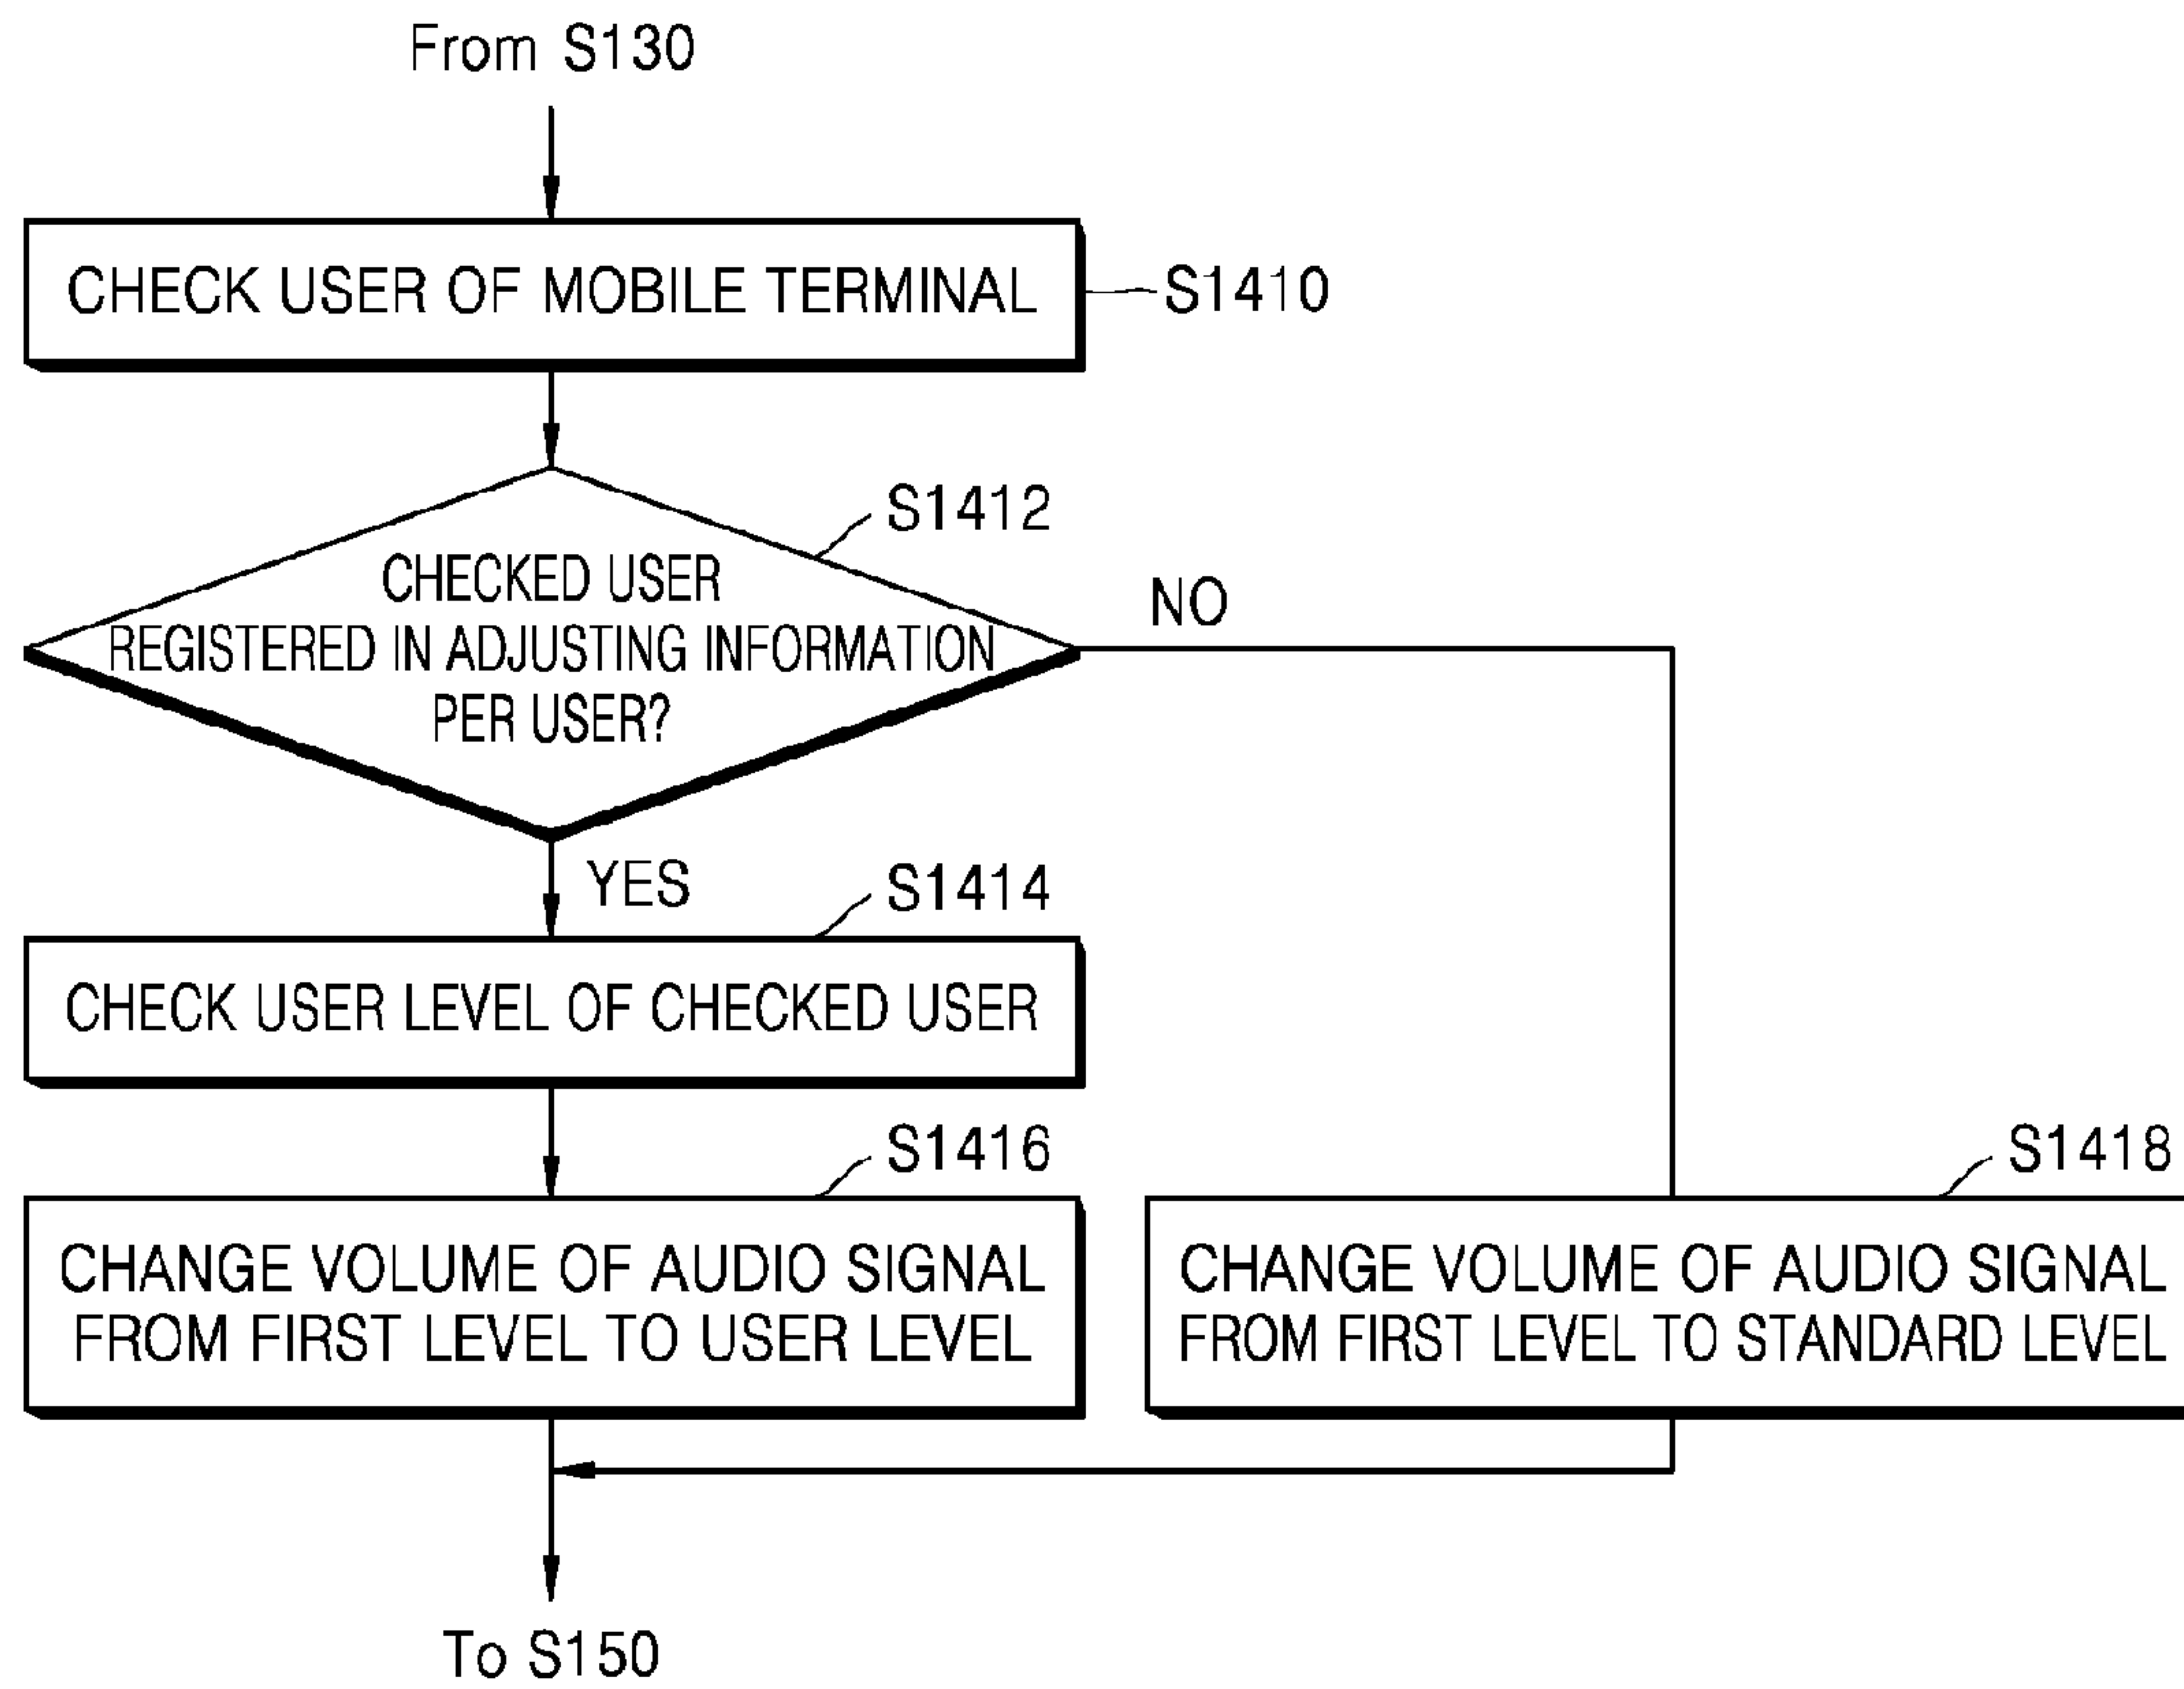 From S130
CHECK USER OF MOBILE TERMINAL
S1410
S1412
CHECKED USER
REGISTERED IN ADJUSTING INFORMATION
PER USER?
NO
YES
S1414
CHECK USER LEVEL OF CHECKED USER
S1416
CHANGE VOLUME OF AUDIO SIGNAL
FROM FIRST LEVEL TO USER LEVEL
S1418
CHANGE VOLUME OF AUDIO SIGNAL
FROM FIRST LEVEL TO STANDARD LEVEL
To S150